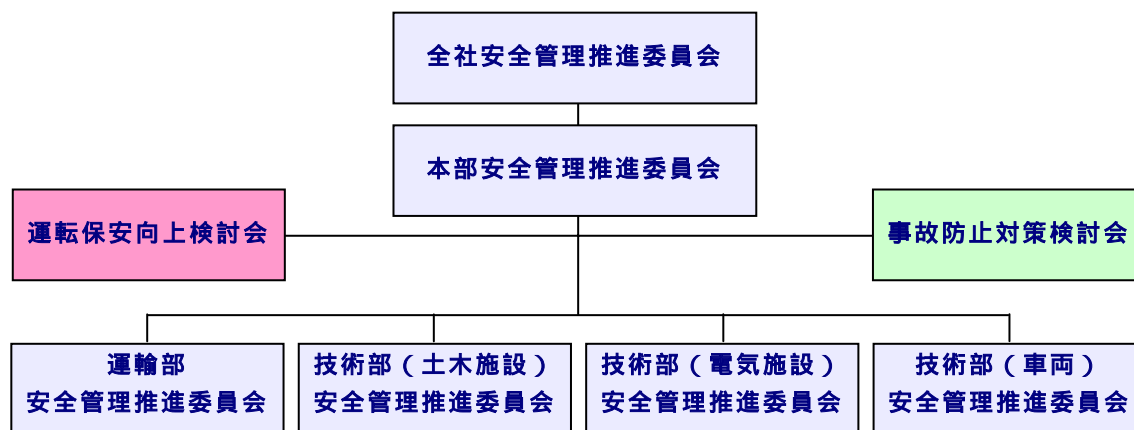 全社安全管理推進委員会
本部安全管理推進委員会
運転保安向上検討会
事故防止対策検討会
運輸部
安全管理推進委員会
技術部(土木施設)
安全管理推進委員会
技術部(電気施設)
安全管理推進委員会
技術部(車両)
安全管理推進委員会